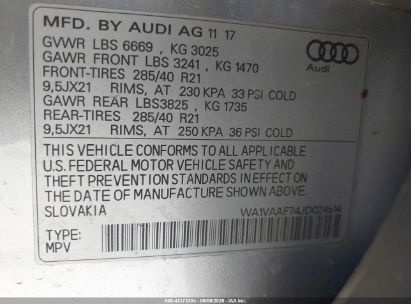 MFD. BY AUDI AG 11 17
GVWR LBS 6669 , KG 3025
GAWR FRONT LBS 3241 , KG 1470
FRONT-TIRES 285/40 R21
9,5JX21 RIMS, AT 230 KPA 33 PSI COLD
GAWR REAR LBS3825 , KG 1735
REAR-TIRES 285/40 R21
9,5JX21 RIMS, AT 250 KPA 36 PSI COLD
Audi
THIS VEHICLE CONFORMS TO ALL APPLICABLE
U.S. FEDERAL MOTOR VEHICLE SAFETY AND
THEFT PREVENTION STANDARDS IN EFFECT ON
THE DATE OF MANUFACTURE SHOWN ABOVE.
SLOVAKIA WA1VAAF74JD024514
TYPE:
MPV